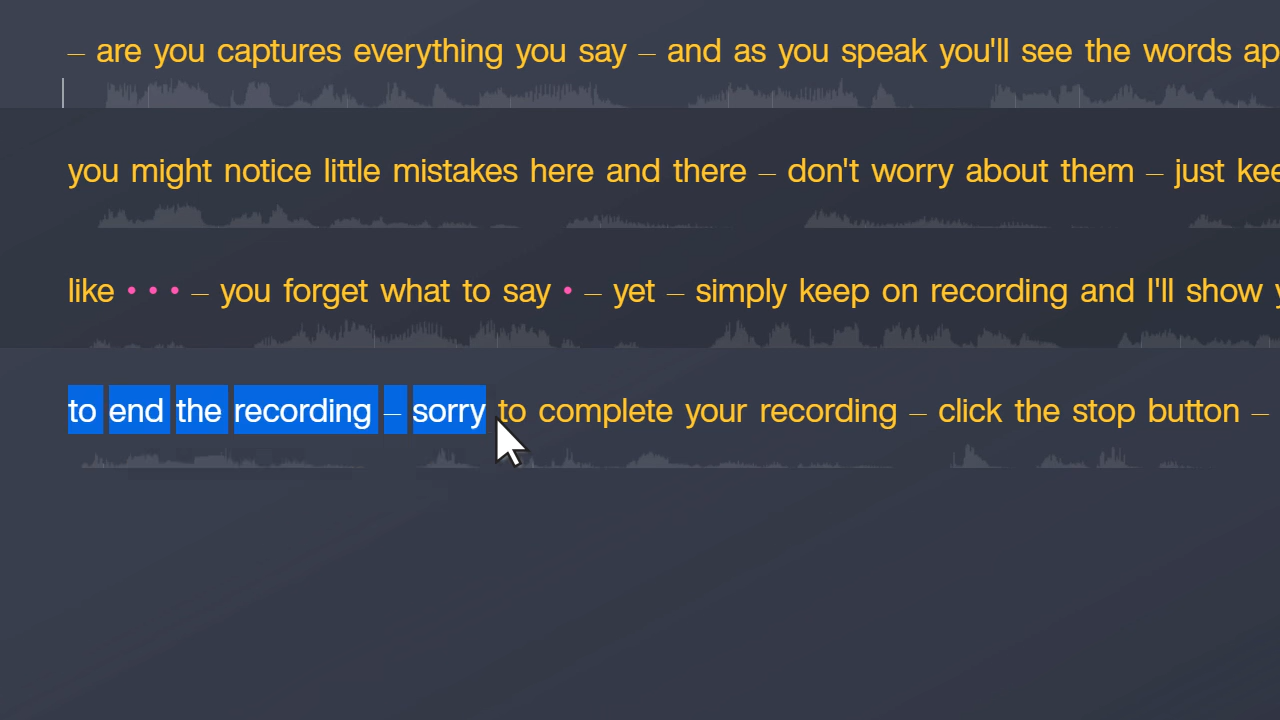 – are you captures everything you say – and as you speak you'll see the words
you might notice little mistakes here and there – don't worry about them – just
like • • • – you forget what to say • – yet – simply keep on recording and I'll show
to end the recording – sorry to complete your recording – click the stop button –